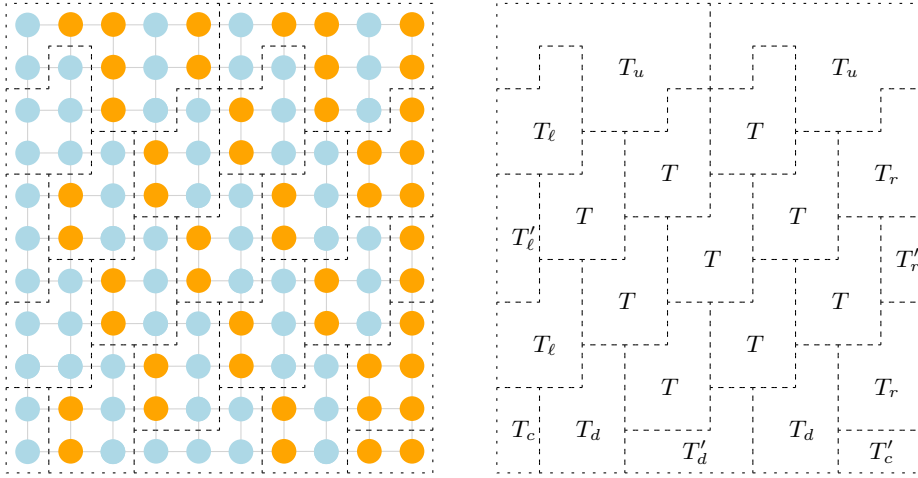 T_u T_u
T_ℓ T
T T_r
T T
T'_ℓ T T'_r
T T
T_ℓ T
T T_r
T_c T_d T_d
T'_d T'_c